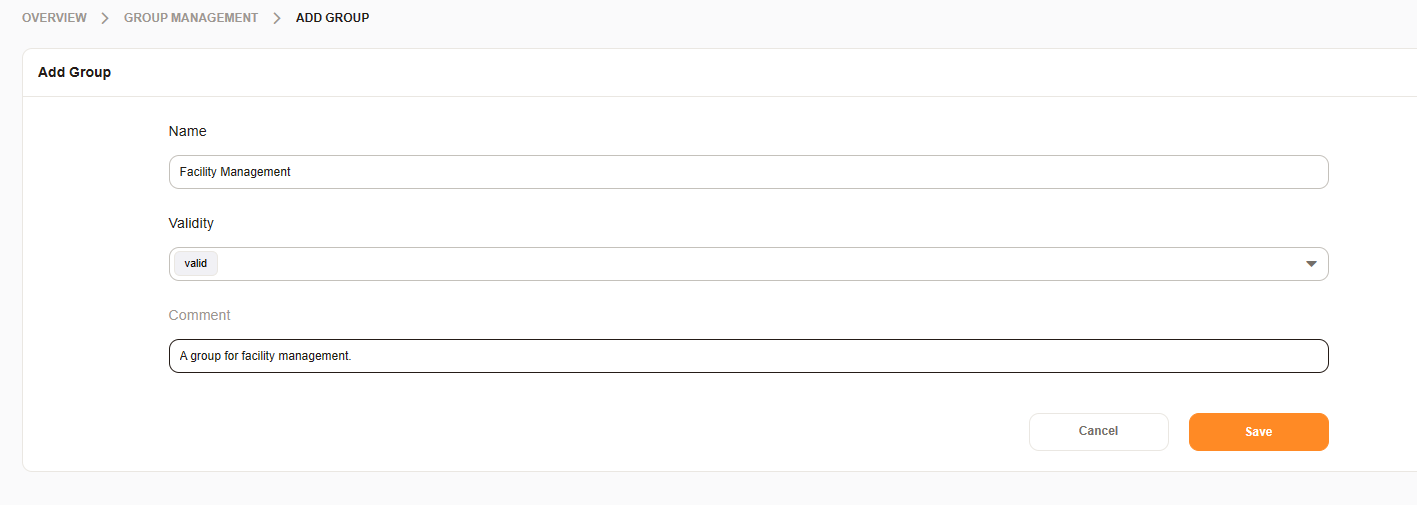 OVERVIEW > GROUP MANAGEMENT > ADD GROUP
Add Group
Name
Facility Management
Validity
valid
Comment
A group for facility management.
Cancel Save